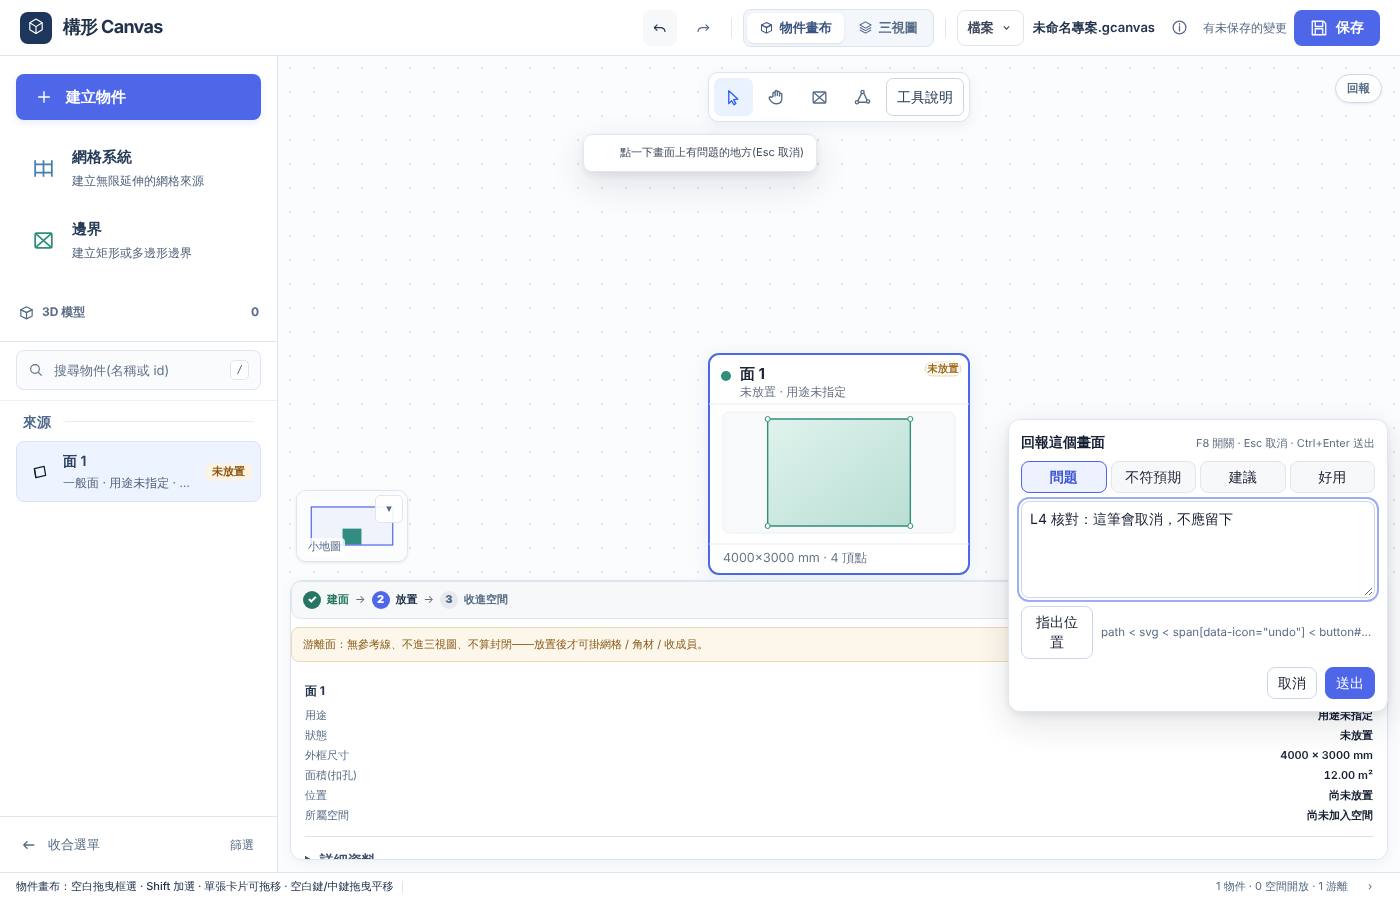 構形 Canvas
物件畫布
三視圖
檔案
未命名專案.gcanvas
有未保存的變更
保存
建立物件
網格系統
建立無限延伸的網格來源
邊界
建立矩形或多邊形邊界
3D 模型
0
搜尋物件(名稱或 id)
/
來源
面 1
一般面 · 用途未指定 · ...
未放置
收合選單
篩選
工具說明
回報
點一下畫面上有問題的地方(Esc 取消)
面 1
未放置
未放置 · 用途未指定
4000×3000 mm · 4 頂點
小地圖
建面 → 2 放置 → 3 收進空間
游離面：無參考線、不進三視圖、不算封閉——放置後才可掛網格 / 角材 / 收成員。
面 1
用途
用途未指定
狀態
未放置
外框尺寸
4000 × 3000 mm
面積(扣孔)
12.00 m²
位置
尚未放置
所屬空間
尚未加入空間
詳細資料
回報這個畫面
F8 開關 · Esc 取消 · Ctrl+Enter 送出
問題
不符預期
建議
好用
L4 核對：這筆會取消，不應留下
指出位
置
path < svg < span[data-icon="undo"] < button#...
取消
送出
物件畫布：空白拖曳框選 · Shift 加選 · 單張卡片可拖移 · 空白鍵/中鍵拖曳平移
1 物件 · 0 空間開放 · 1 游離